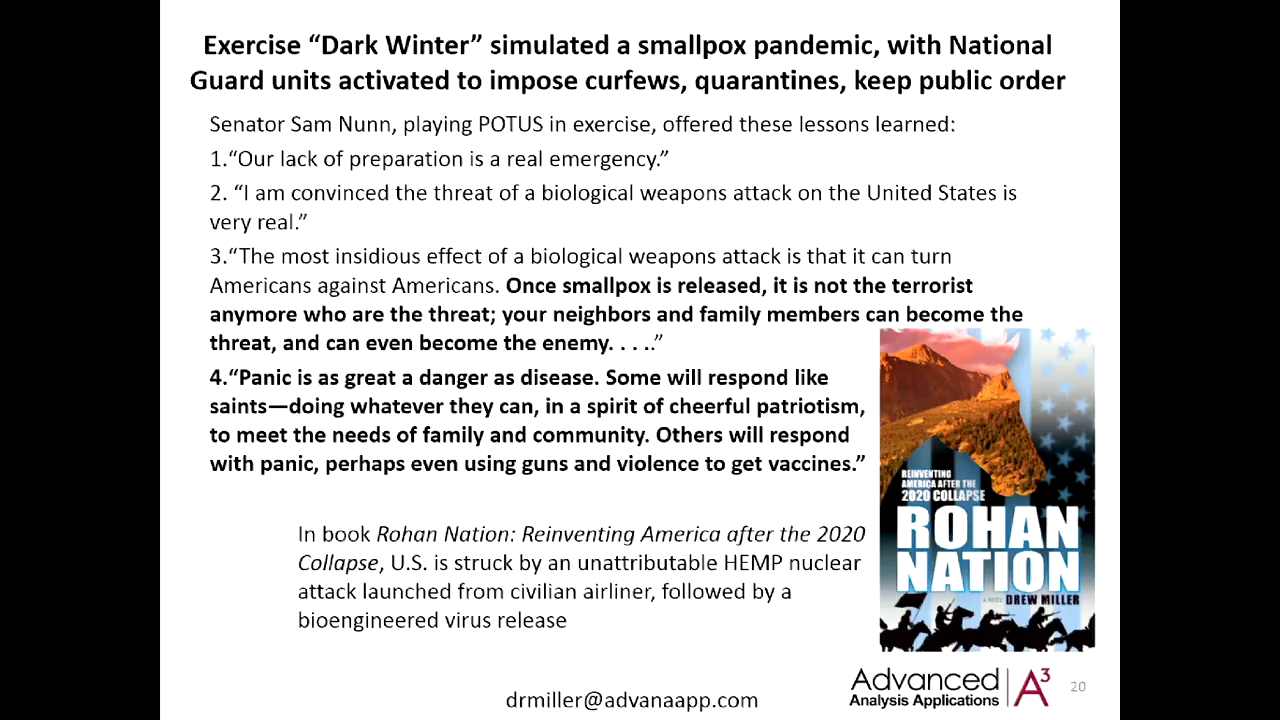 Exercise “Dark Winter” simulated a smallpox pandemic, with National
Guard units activated to impose curfews, quarantines, keep public order
Senator Sam Nunn, playing POTUS in exercise, offered these lessons learned:
1.“Our lack of preparation is a real emergency.”
2. “I am convinced the threat of a biological weapons attack on the United States is
very real.”
3.“The most insidious effect of a biological weapons attack is that it can turn
Americans against Americans. Once smallpox is released, it is not the terrorist
anymore who are the threat; your neighbors and family members can become the
threat, and can even become the enemy. . . ..”
4.“Panic is as great a danger as disease. Some will respond like
saints—doing whatever they can, in a spirit of cheerful patriotism,
to meet the needs of family and community. Others will respond
with panic, perhaps even using guns and violence to get vaccines.”
In book Rohan Nation: Reinventing America after the 2020
Collapse, U.S. is struck by an unattributable HEMP nuclear
attack launched from civilian airliner, followed by a
bioengineered virus release
REINVENTING
AMERICA AFTER THE
2020 COLLAPSE
ROHAN
NATION
A NOVEL DREW MILLER
drmiller@advanaapp.com
Advanced
Analysis Applications
A3
20